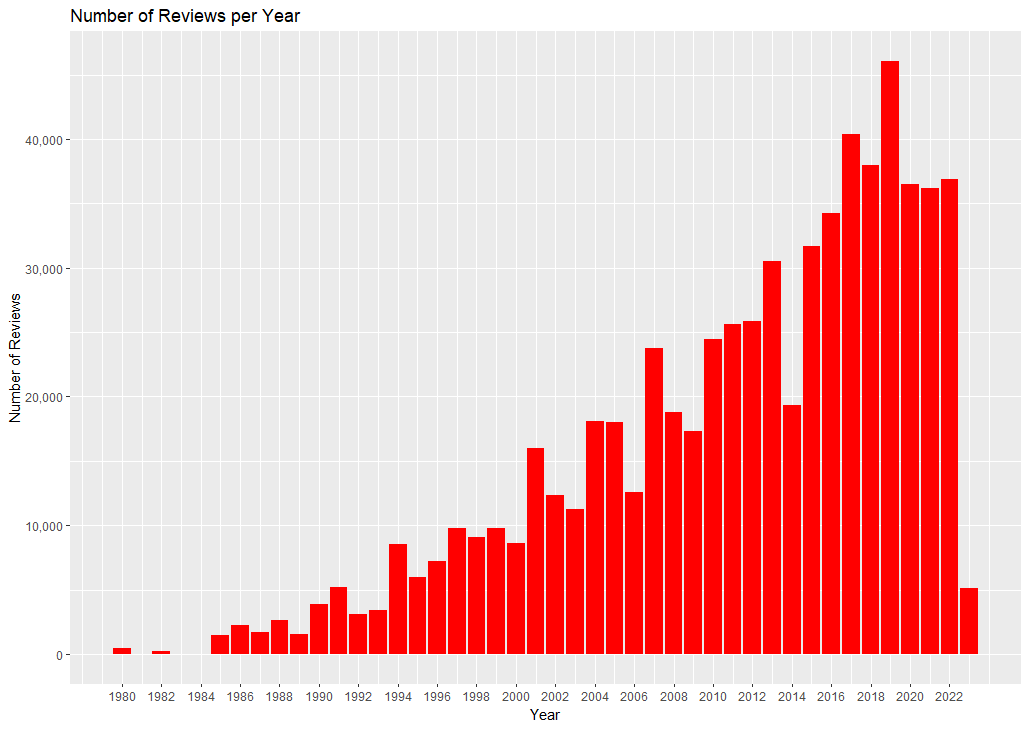 Number of Reviews per Year
Number of Reviews
40,000
30,000
20,000
10,000
0
1980 1982 1984 1986 1988 1990 1992 1994 1996 1998 2000 2002 2004 2006 2008 2010 2012 2014 2016 2018 2020 2022
Year